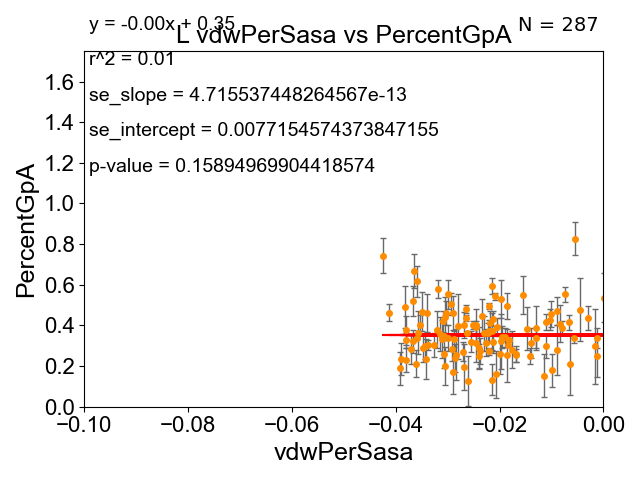 y = -0.00x + 0.35
N = 287
L vdwPerSasa vs PercentGpA
r^2 = 0.01
se_slope = 4.715537448264567e-13
se_intercept = 0.0077154574373847155
p-value = 0.15894969904418574
PercentGpA
1.6
1.4
1.2
1.0
0.8
0.6
0.4
0.2
0.0
−0.10 −0.08 −0.06 −0.04 −0.02 0.00
vdwPerSasa